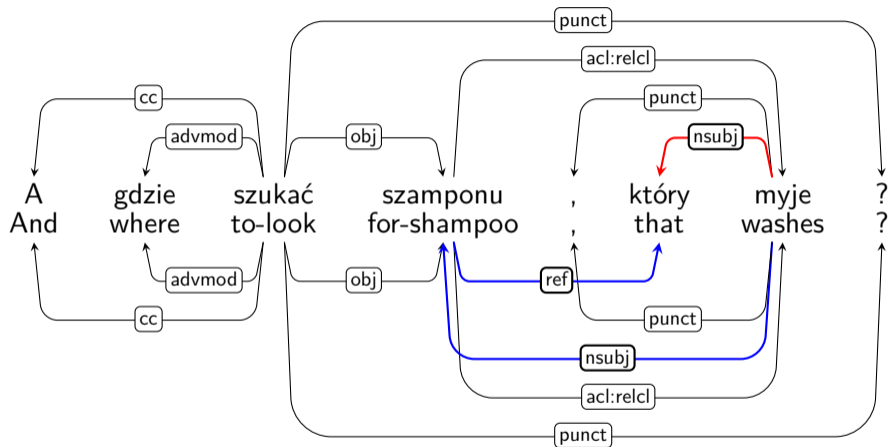 punct
acl:relcl
cc punct
advmod obj nsubj
A gdzie szukać szamponu , który myje ?
And where to-look for-shampoo , that washes ?
advmod obj ref
cc punct
nsubj
acl:relcl
punct